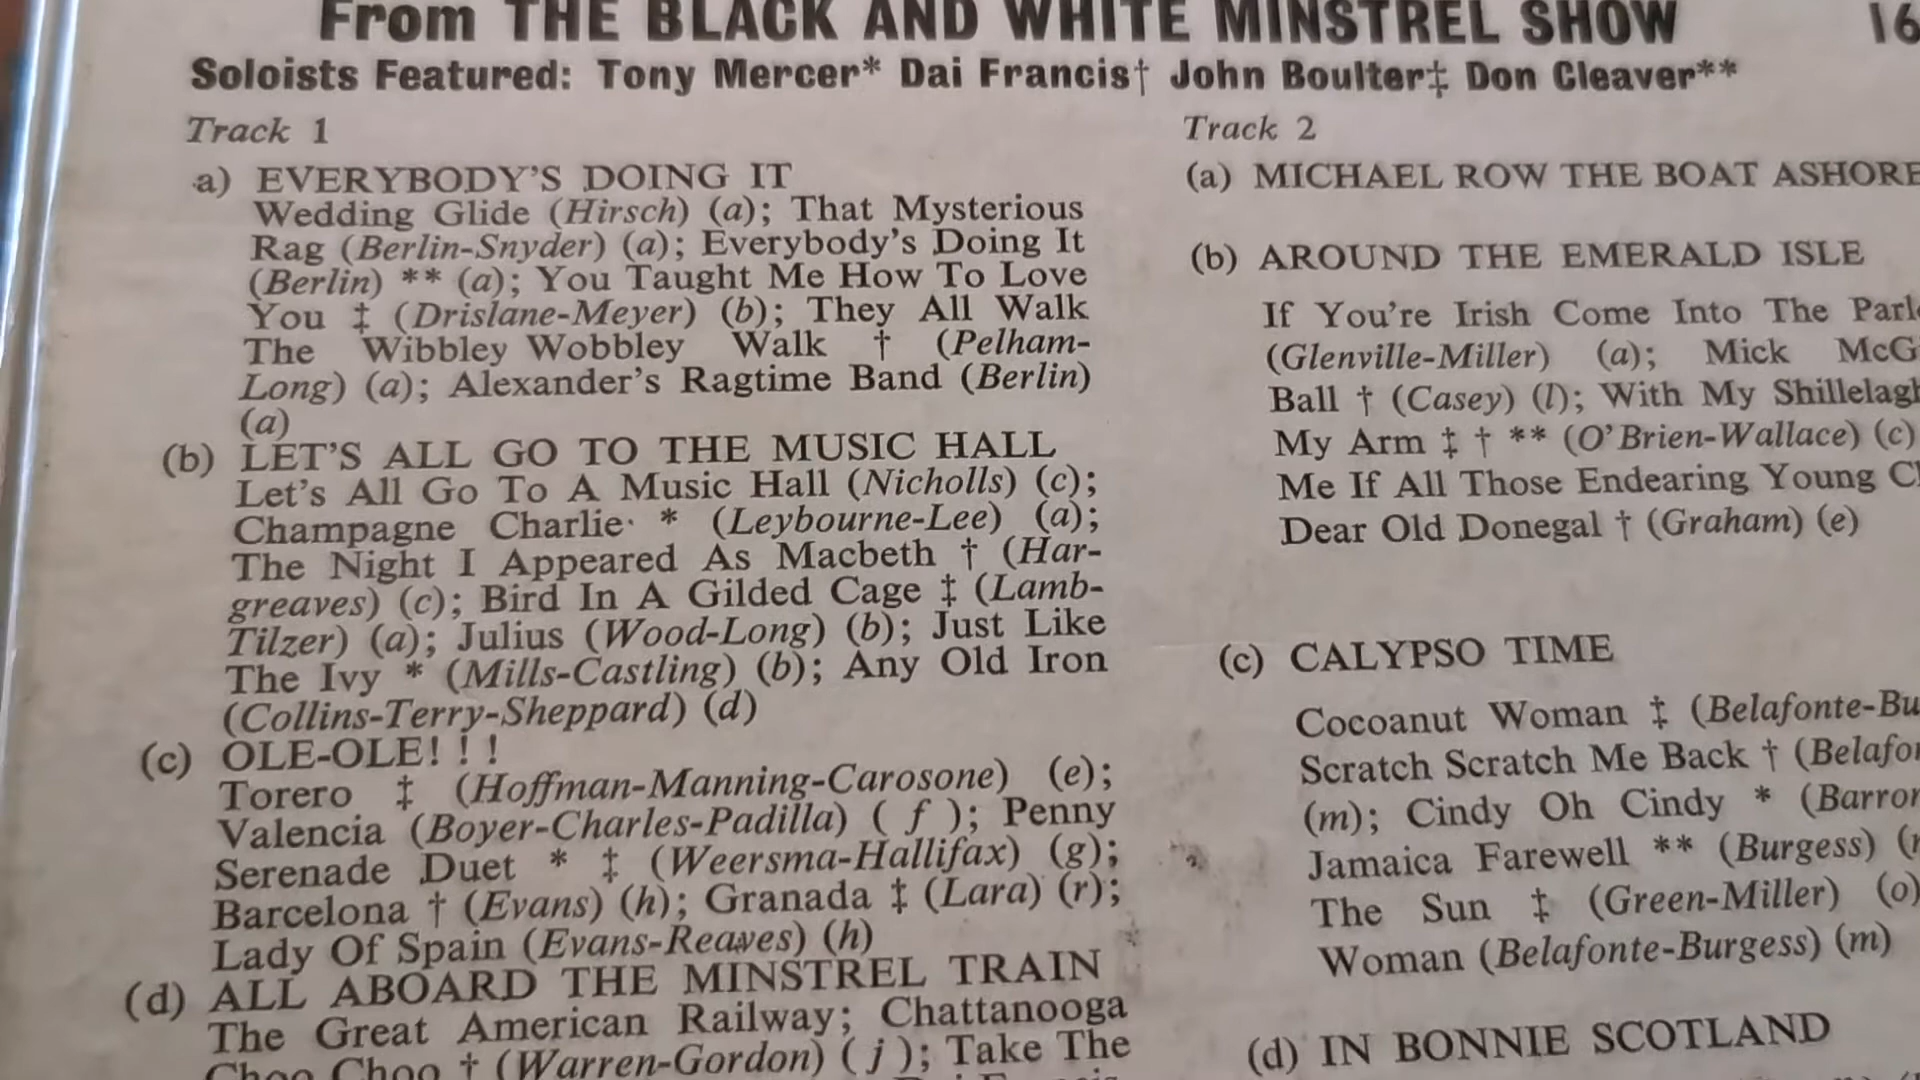 From THE BLACK AND WHITE MINSTREL SHOW
16
Soloists Featured: Tony Mercer* Dai Francis† John Boulter‡ Don Cleaver**
Track 1
a) EVERYBODY'S DOING IT
Wedding Glide (Hirsch) (a); That Mysterious
Rag (Berlin-Snyder) (a); Everybody's Doing It
(Berlin) ** (a); You Taught Me How To Love
You ‡ (Drislane-Meyer) (b); They All Walk
The Wibbley Wobbley Walk † (Pelham-
Long) (a); Alexander's Ragtime Band (Berlin)
(a)
(b) LET'S ALL GO TO THE MUSIC HALL
Let's All Go To A Music Hall (Nicholls) (c);
Champagne Charlie * (Leybourne-Lee) (a);
The Night I Appeared As Macbeth † (Har-
greaves) (c); Bird In A Gilded Cage ‡ (Lamb-
Tilzer) (a); Julius (Wood-Long) (b); Just Like
The Ivy * (Mills-Castling) (b); Any Old Iron
(Collins-Terry-Sheppard) (d)
(c) OLE-OLE! ! !
Torero ‡ (Hoffman-Manning-Carosone) (e);
Valencia (Boyer-Charles-Padilla) ( f ); Penny
Serenade Duet * ‡ (Weersma-Hallifax) (g);
Barcelona † (Evans) (h); Granada ‡ (Lara) (r);
Lady Of Spain (Evans-Reaves) (h)
(d) ALL ABOARD THE MINSTREL TRAIN
The Great American Railway; Chattanooga
Choo Choo † (Warren-Gordon) ( j ); Take The
Track 2
(a) MICHAEL ROW THE BOAT ASHORE
(b) AROUND THE EMERALD ISLE
If You're Irish Come Into The
(Glenville-Miller) (a); Mick
Ball † (Casey) (l); With My
My Arm ‡ † ** (O'Brien-Wallace) (c)
Me If All Those Endearing Young
Dear Old Donegal † (Graham) (e)
(c) CALYPSO TIME
Cocoanut Woman ‡ (Belafonte-
Scratch Scratch Me Back †
(m); Cindy Oh Cindy *
Jamaica Farewell ** (Burgess)
The Sun ‡ (Green-Miller) (o)
Woman (Belafonte-Burgess) (m)
(d) IN BONNIE SCOTLAND